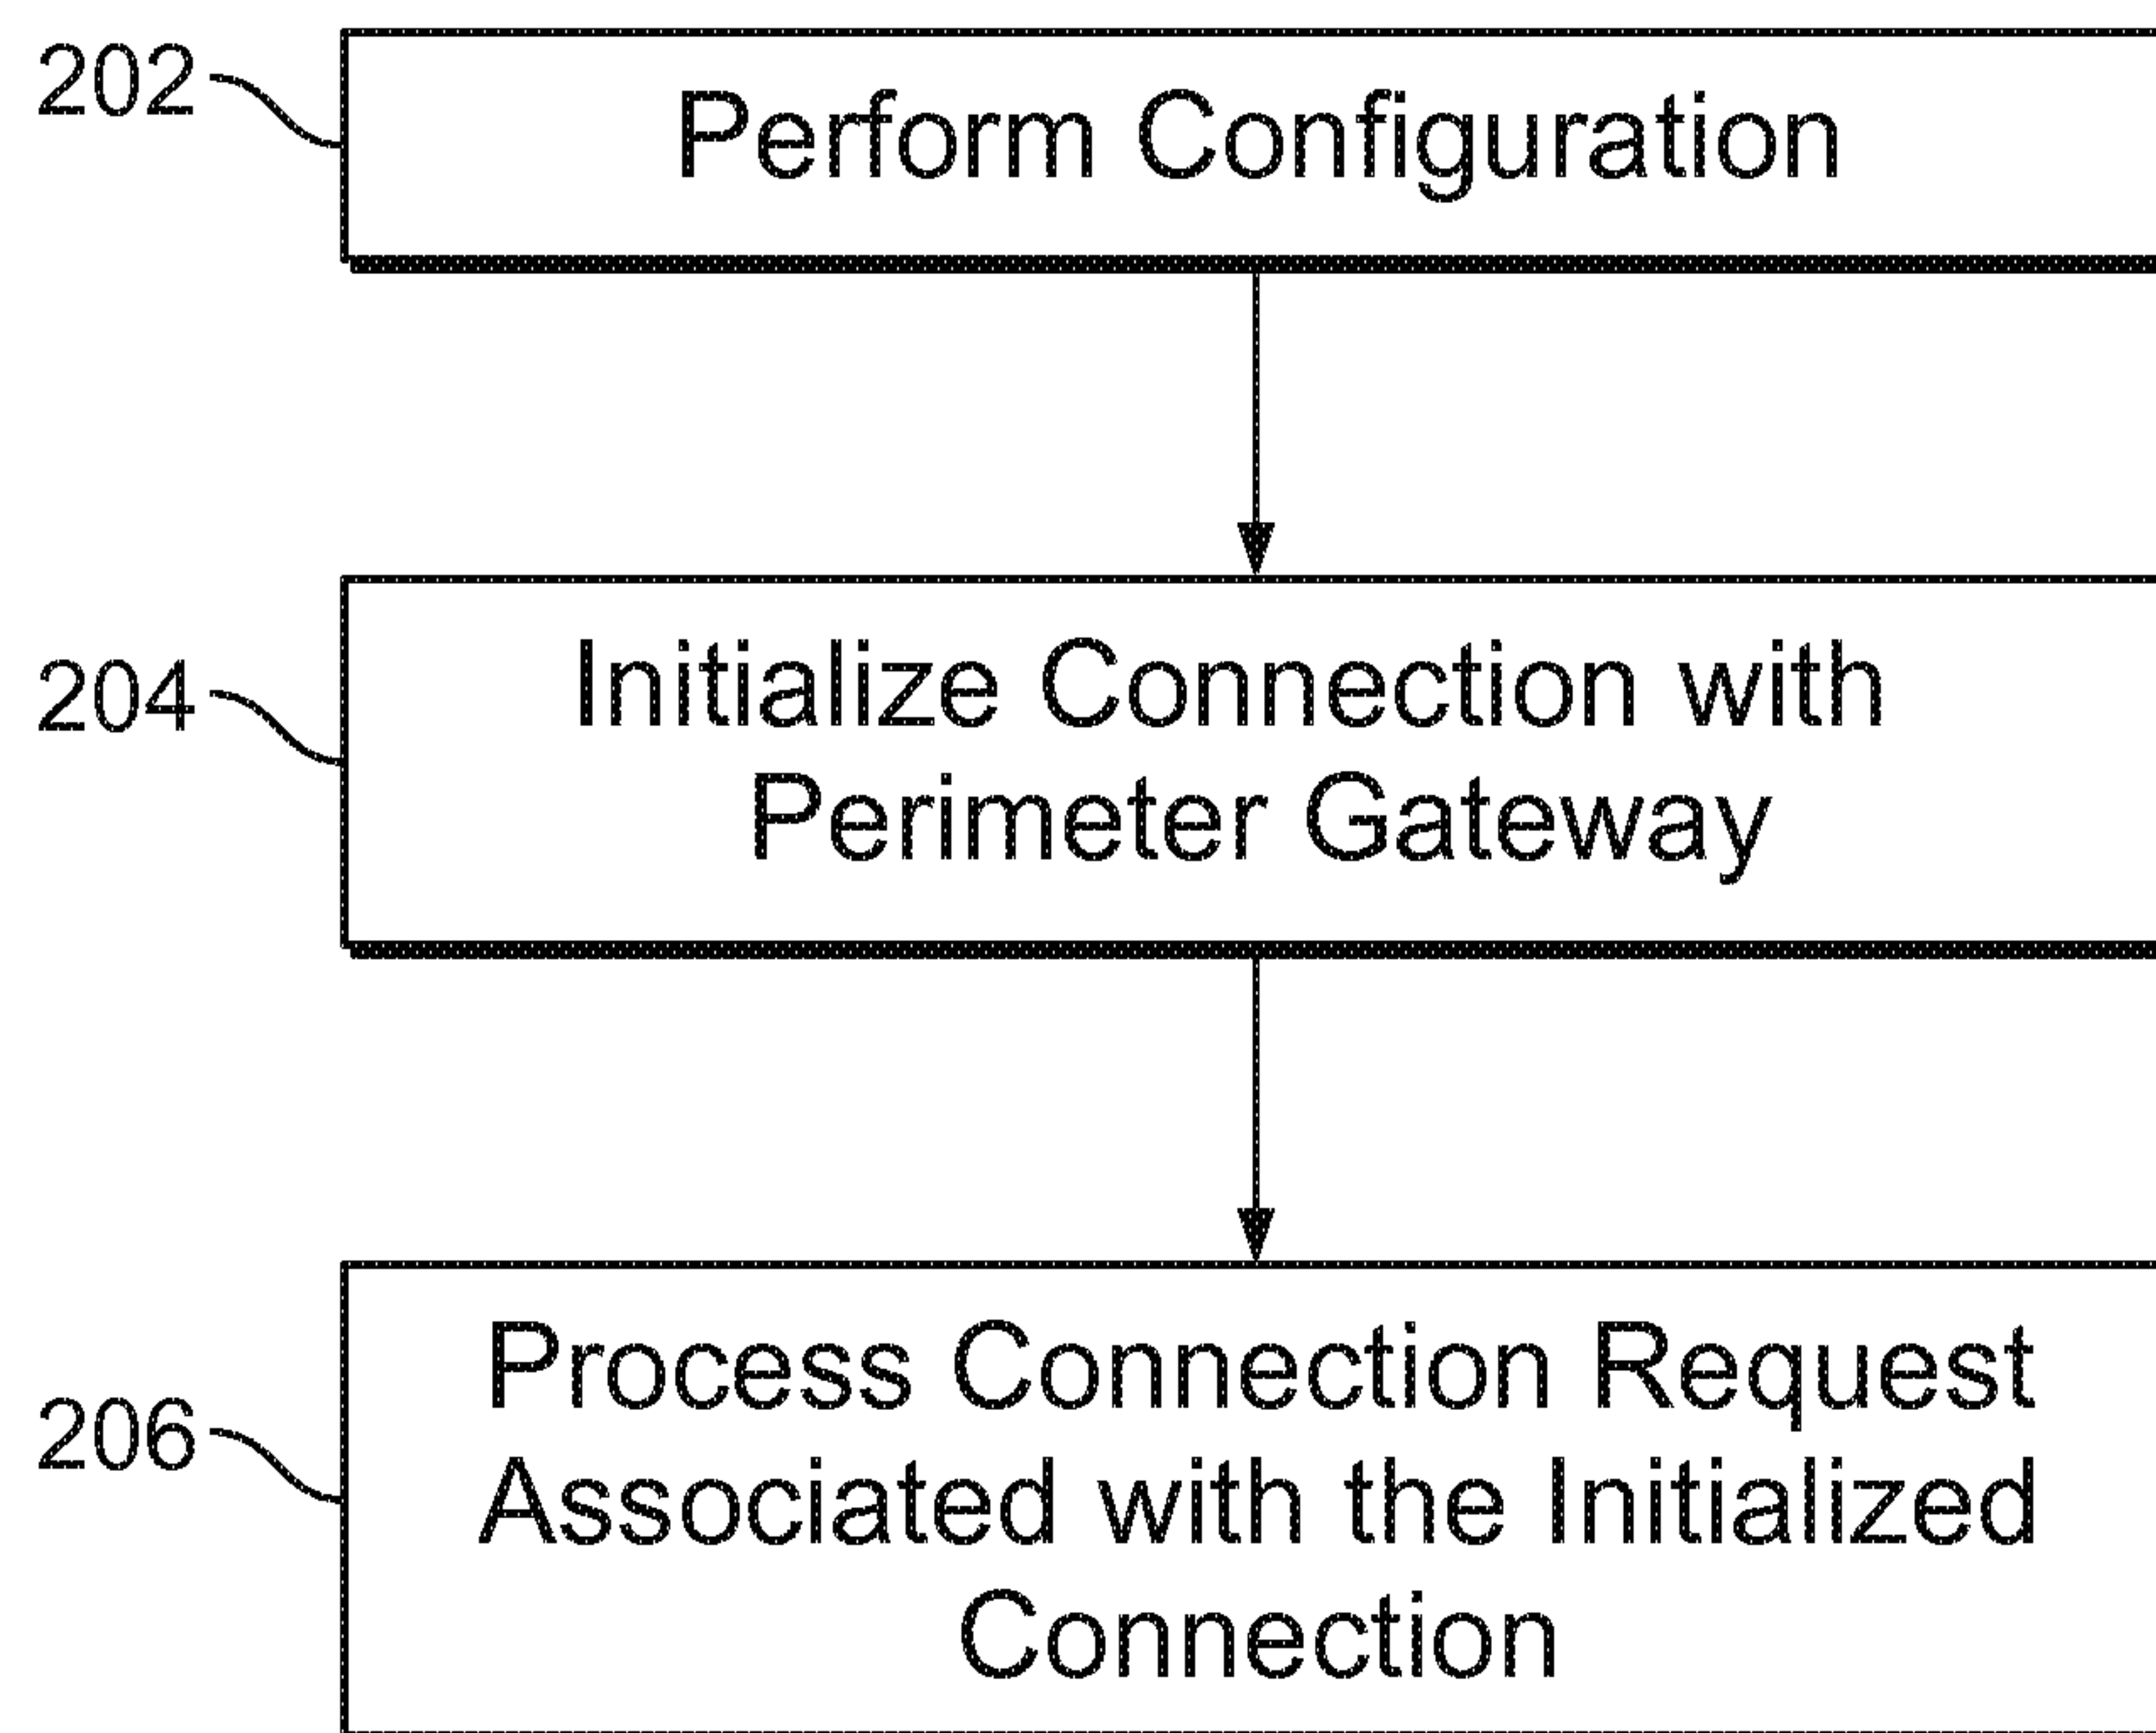 202
Perform Configuration
204
Initialize Connection with
Perimeter Gateway
206
Process Connection Request
Associated with the Initialized
Connection